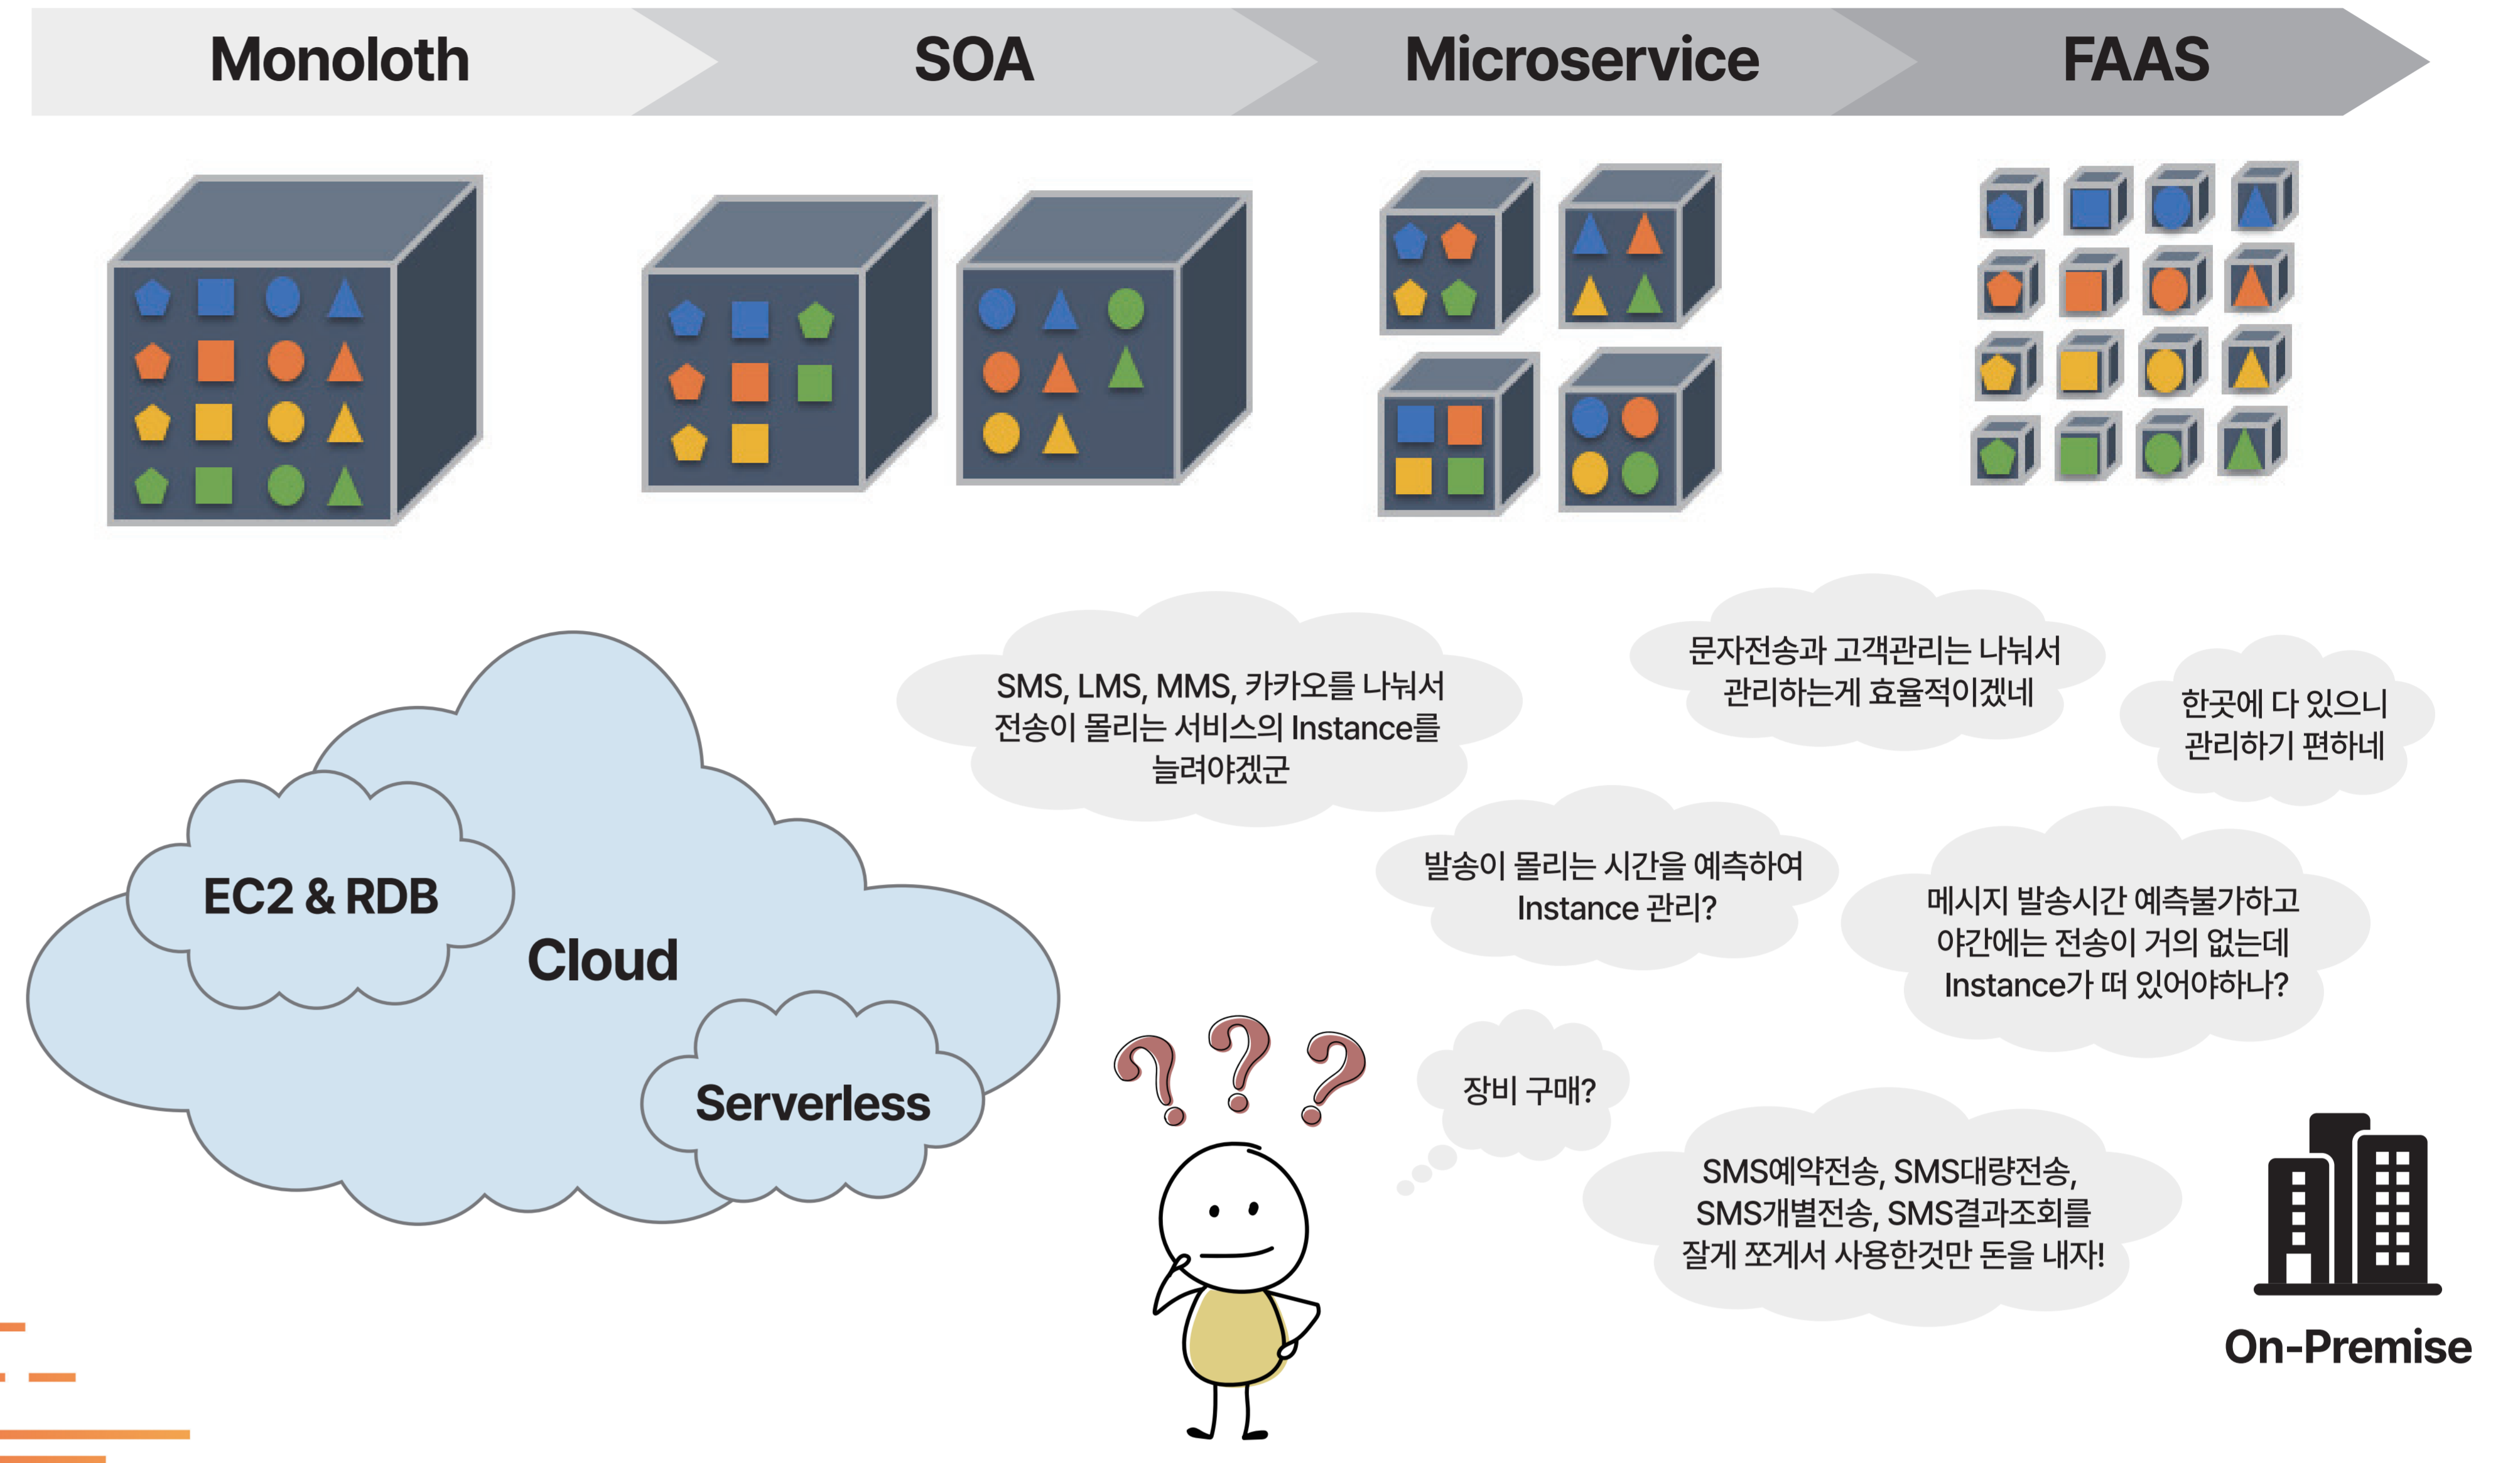 Monoloth
SOA
Microservice
FAAS
SMS, LMS, MMS, 카카오를 나눠서
전송이 몰리는 서비스의 Instance를
늘려야겠군
문자전송과 고객관리는 나눠서
관리하는게 효율적이겠네
한곳에 다 있으니
관리하기 편하네
발송이 몰리는 시간을 예측하여
Instance 관리?
메시지 발송시간 예측불가하고
야간에는 전송이 거의 없는데
Instance가 떠 있어야하나?
EC2 & RDB
Cloud
Serverless
장비 구매?
SMS예약전송, SMS대량전송,
SMS개별전송, SMS결과조회를
잘게 쪼게서 사용한것만 돈을 내자!
On-Premise